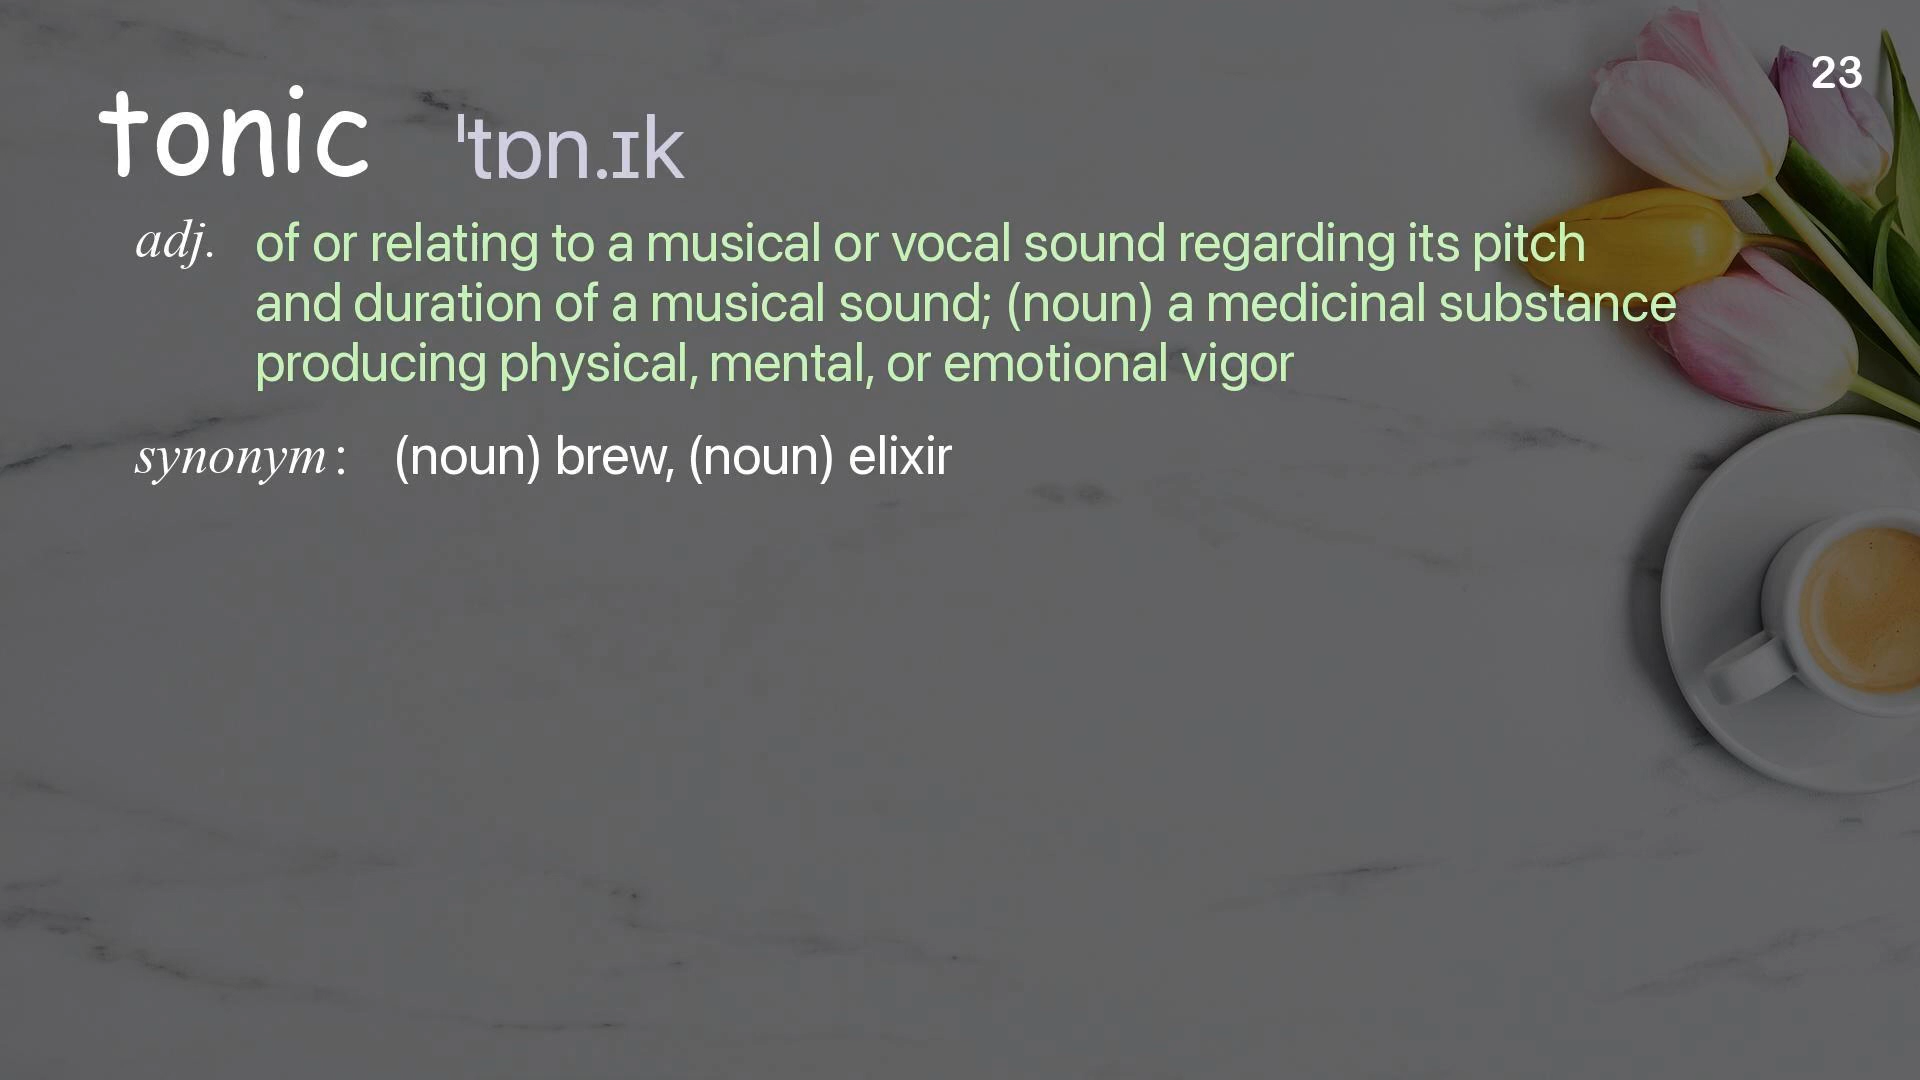 23
tonic ˈtɒn.ɪk
adj. of or relating to a musical or vocal sound regarding its pitch
and duration of a musical sound; (noun) a medicinal substance
producing physical, mental, or emotional vigor
synonym: (noun) brew, (noun) elixir